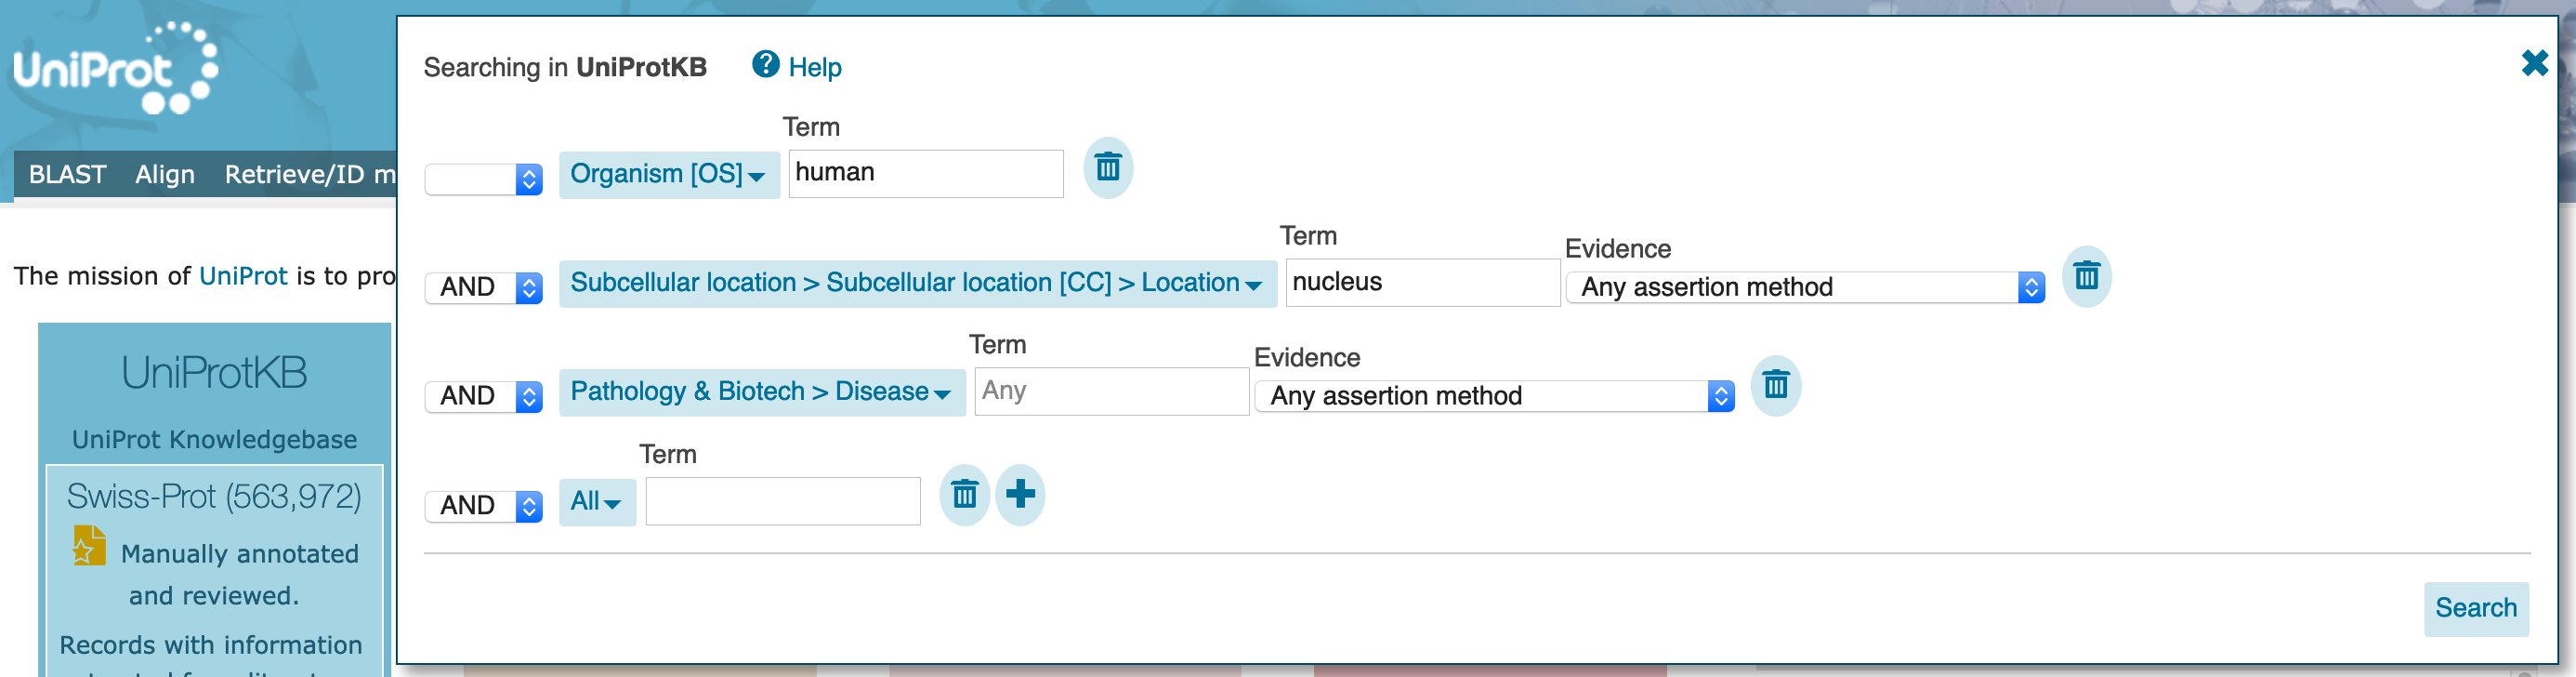 UniProt
Searching in UniProtKB Help
Term
BLAST Align Retrieve/ID m
Organism [OS] human
Term Evidence
AND Subcellular location > Subcellular location [CC] > Location nucleus Any assertion method
The mission of UniProt is to pro
Term Evidence
AND Pathology & Biotech > Disease Any Any assertion method
UniProtKB
UniProt Knowledgebase
Term
AND All
Swiss-Prot (563,972)
Manually annotated
and reviewed.
Search
Records with information